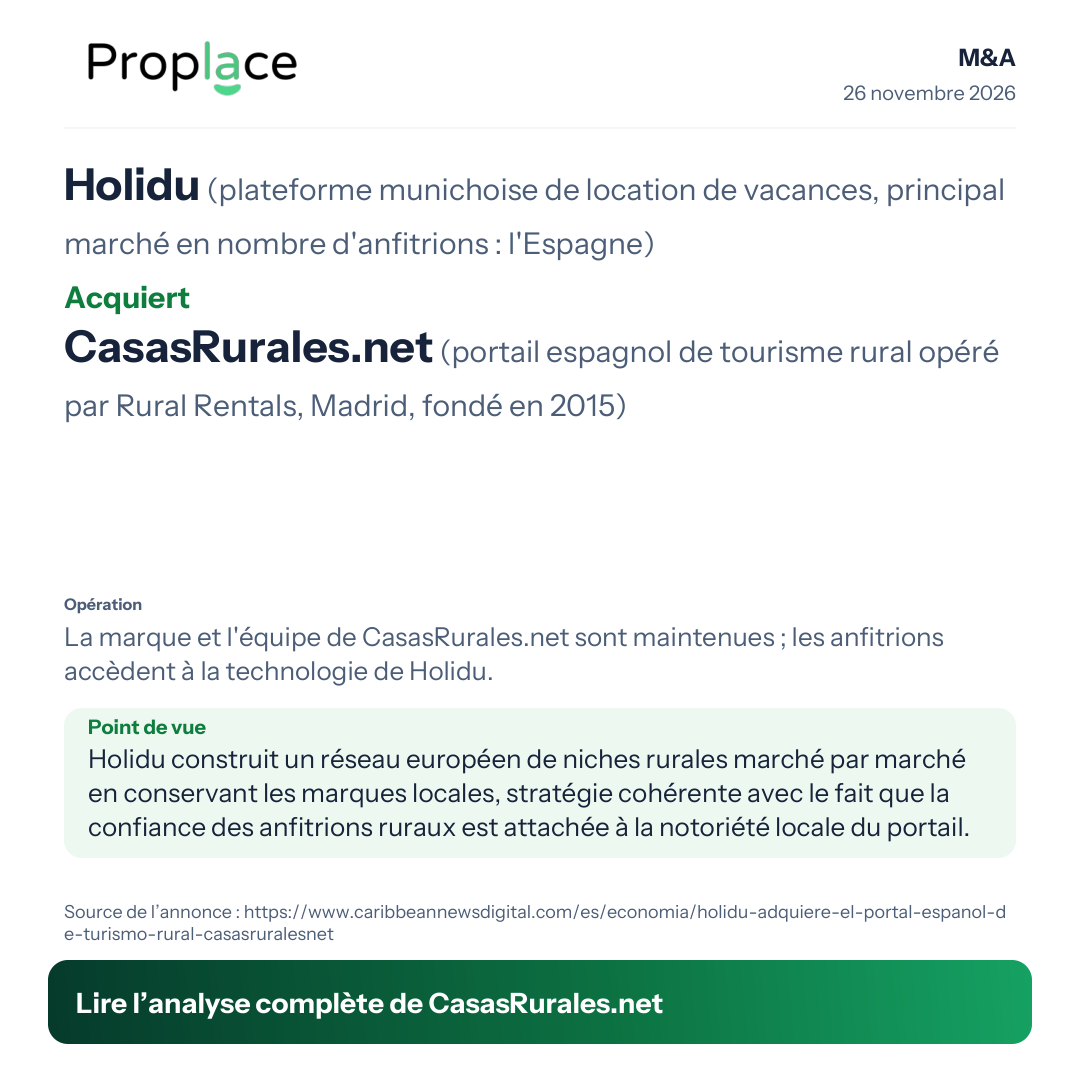 Proplace
M&A
26 novembre 2026
Holidu (plateforme munichoise de location de vacances, principal
marché en nombre d'anfitrions : l'Espagne)
Acquiert
CasasRurales.net (portail espagnol de tourisme rural opéré
par Rural Rentals, Madrid, fondé en 2015)
Opération
La marque et l'équipe de CasasRurales.net sont maintenues ; les anfitrions
accèdent à la technologie de Holidu.
Point de vue
Holidu construit un réseau européen de niches rurales marché par marché
en conservant les marques locales, stratégie cohérente avec le fait que la
confiance des anfitrions ruraux est attachée à la notoriété locale du portail.
Source de l’annonce : https://www.caribbeannewsdigital.com/es/economia/holidu-adquiere-el-portal-espanol-d
e-turismo-rural-casasruralesnet
Lire l’analyse complète de CasasRurales.net